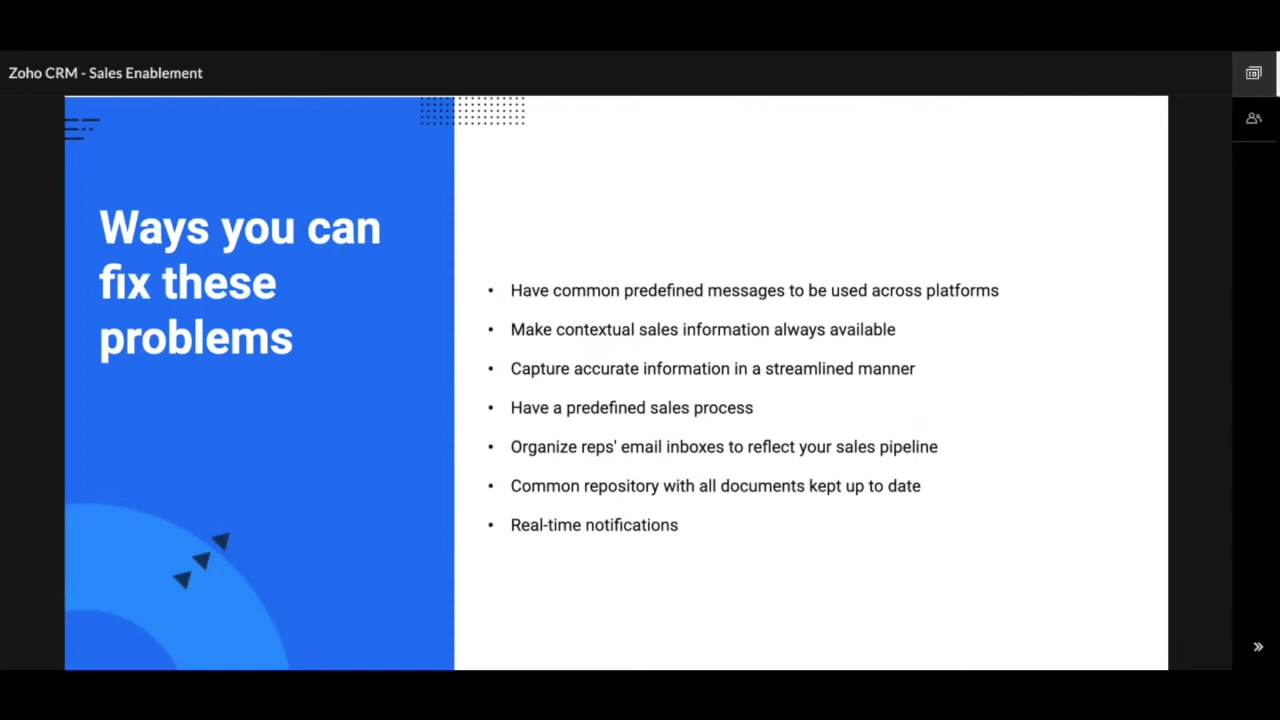 Zoho CRM - Sales Enablement
Ways you can
fix these
problems
• Have common predefined messages to be used across platforms
• Make contextual sales information always available
• Capture accurate information in a streamlined manner
• Have a predefined sales process
• Organize reps' email inboxes to reflect your sales pipeline
• Common repository with all documents kept up to date
• Real-time notifications